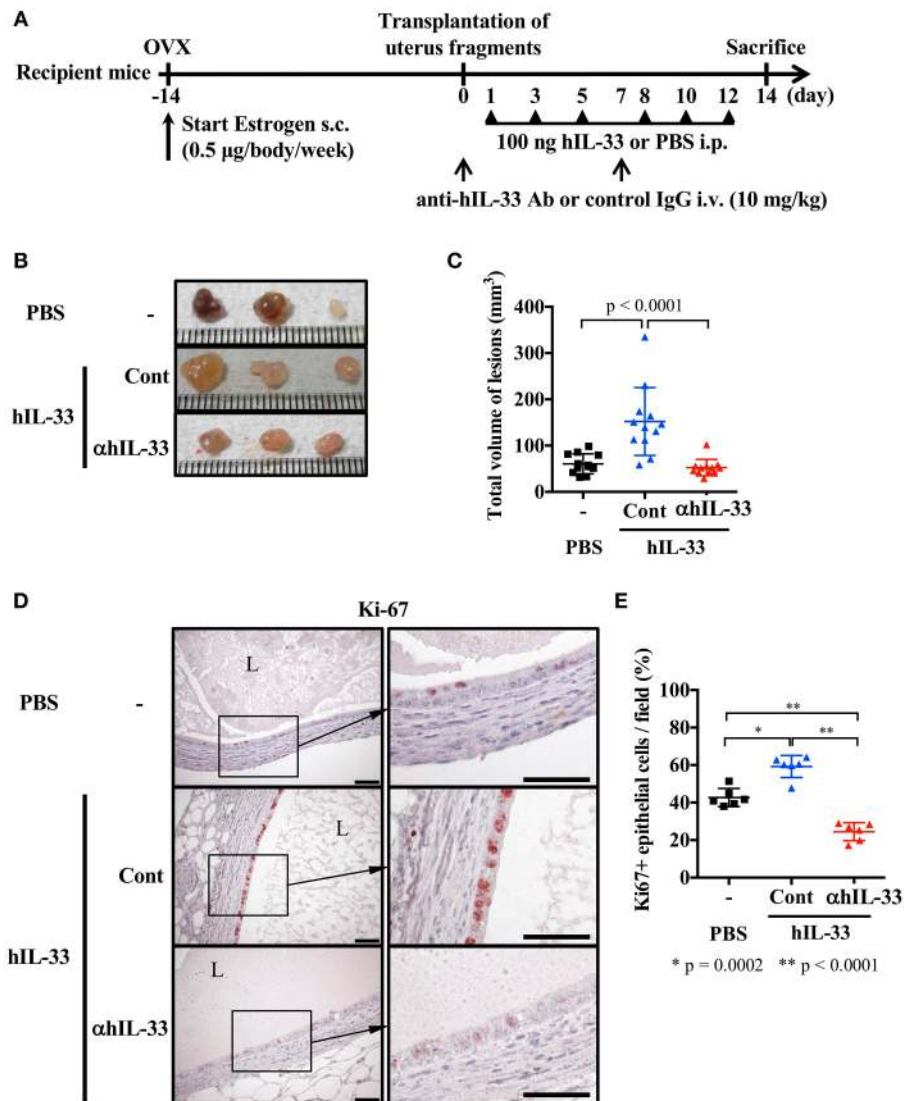 A
Transplantation of
OVX
uterus fragments
Sacrifice
Recipient mice
-14
0
1
3
5
7
8
10
12
14
(day)
Start Estrogen s.c.
(0.5 µg/body/week)
100 ng hIL-33 or PBS i.p.
anti-hIL-33 Ab or control IgG i.v. (10 mg/kg)
B
PBS
-
Cont
hIL-33
αhIL-33
C
Total volume of lesions (mm³)
400
300
200
100
0
p < 0.0001
-
Cont
αhIL-33
PBS
hIL-33
D
Ki-67
PBS
-
L
Cont
L
hIL-33
αhIL-33
L
E
Ki67+ epithelial cells / field (%)
100
80
60
40
20
0
**
*
**
-
Cont
αhIL-33
PBS
hIL-33
* p = 0.0002
** p < 0.0001